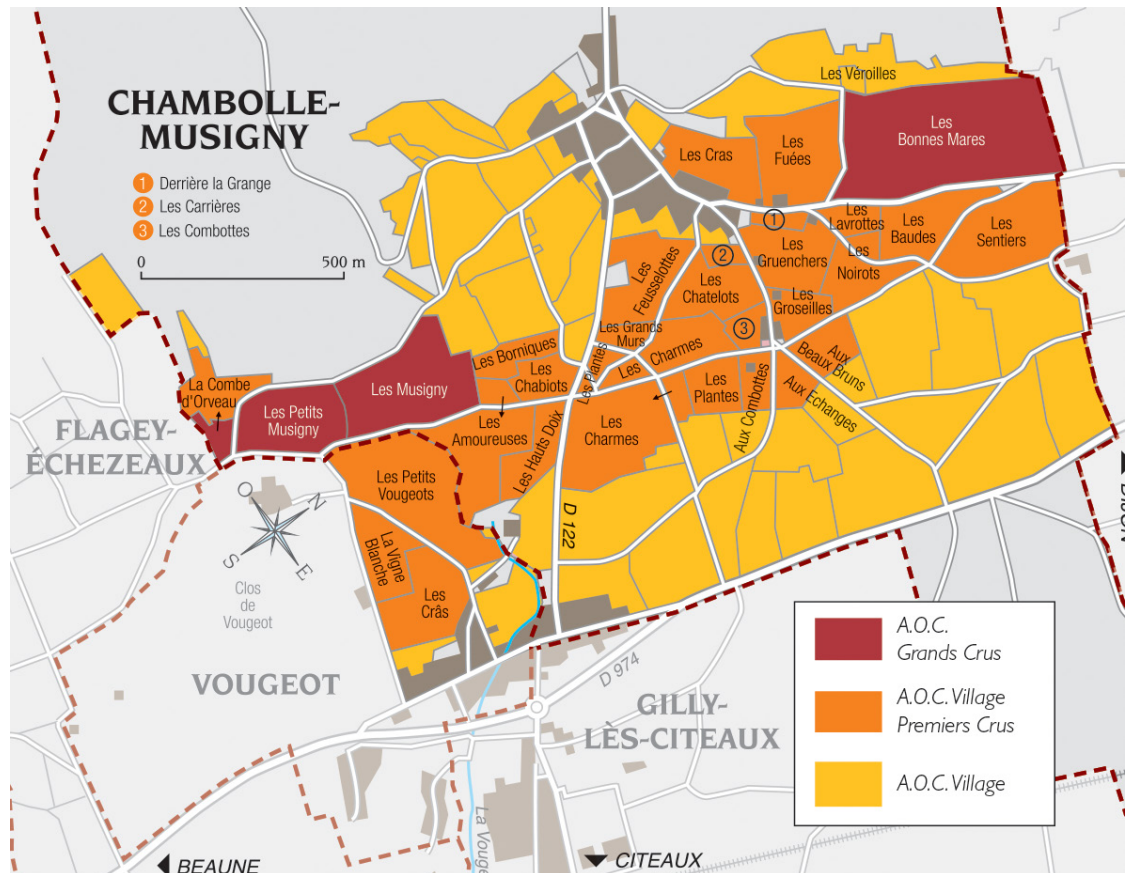 CHAMBOLLE-
MUSIGNY
1 Derrière la Grange
2 Les Carrières
3 Les Combottes
0 500 m
Les Véroilles
Les
Bonnes Mares
Les Cras
Les
Fuées
1
Les
Lavrottes
Les
Baudes
Les
Sentiers
Les
Gruenchers
Les
Noirots
2
Les
Feusselottes
Les
Chatelots
Les
Groseilles
3
Les Grands
Murs
Les Charmes
Aux
Beaux Bruns
Les Borniques
Les
Chabiots
Les Plantes
Les
Plantes
Aux Echanges
Aux Combottes
La Combe
d'Orveau
Les Musigny
Les Petits
Musigny
Les
Amoureuses
Les Hauts Doix
Les
Charmes
FLAGEY-
ÉCHEZEAUX
Les Petits
Vougeots
La Vigne
Blanche
Les
Crâs
D 122
O
N
S
E
Clos
de
Vougeot
VOUGEOT
GILLY-
LÈS-CITEAUX
D 974
La Vouge
DIJON
BEAUNE
CITEAUX
A.O.C.
Grands Crus
A.O.C. Village
Premiers Crus
A.O.C. Village